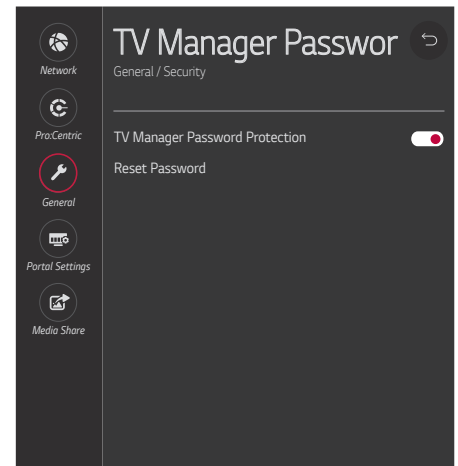 TV Manager Passwor
General / Security
Network
Pro:Centric
General
Portal Settings
Media Share
TV Manager Password Protection
Reset Password